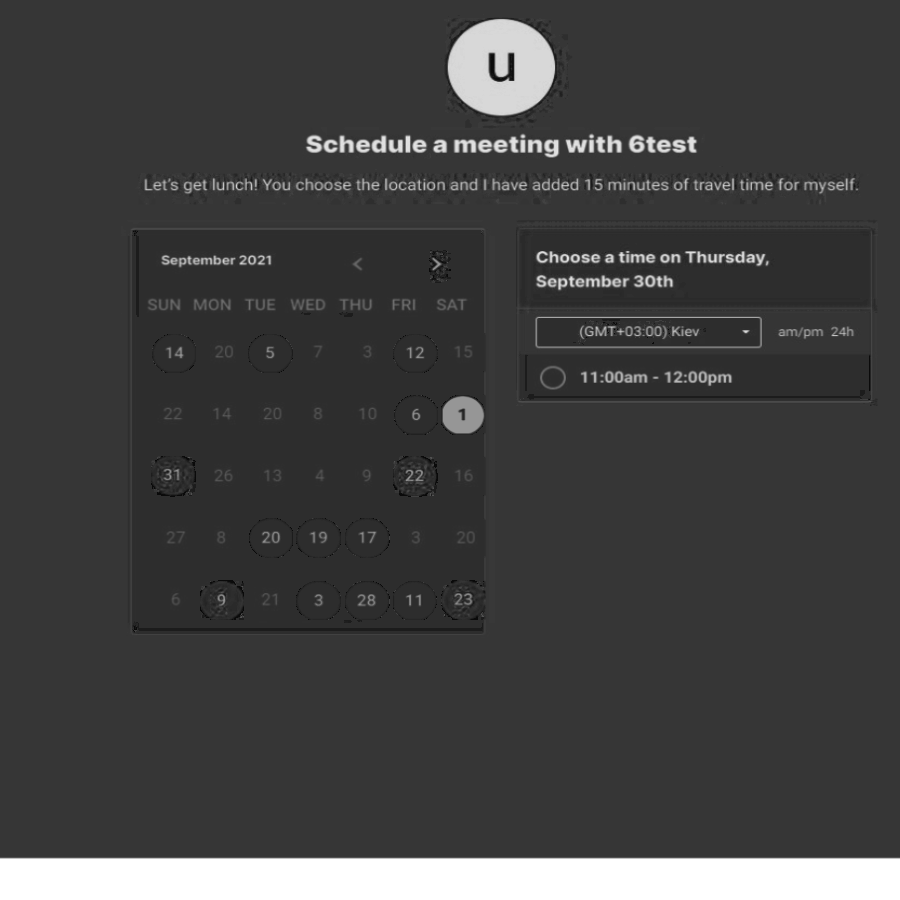 u
Schedule a meeting with 6test
Let's get lunch! You choose the location and I have added 15 minutes of travel time for myself.
September 2021 < >
SUN MON TUE WED THU FRI SAT
14 20 5 7 3 12 15
22 14 20 8 10 6 1
31 26 13 4 9 22 16
27 8 20 19 17 3 20
6 9 21 3 28 11 23
Choose a time on Thursday,
September 30th
(GMT+03:00) Kiev am/pm 24h
11:00am - 12:00pm